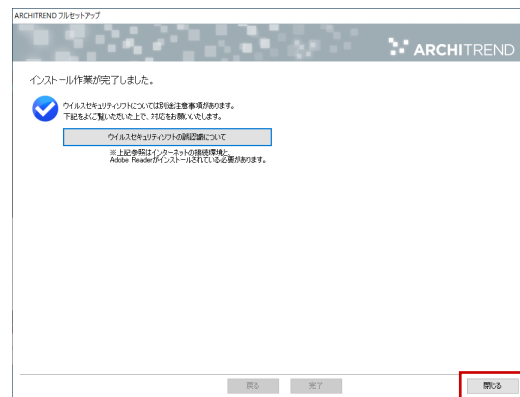 ARCHITREND フルセットアップ
ARCHITREND
インストール作業が完了しました。
ウイルスセキュリティソフトについては別途注意事項があります。
下記をよくご覧いただいた上で、対応をお願いいたします。
ウイルスセキュリティソフトの誤認識について
※上記参照はインターネットの接続環境と、
Adobe Readerがインストールされている必要があります。
戻る 完了 閉じる